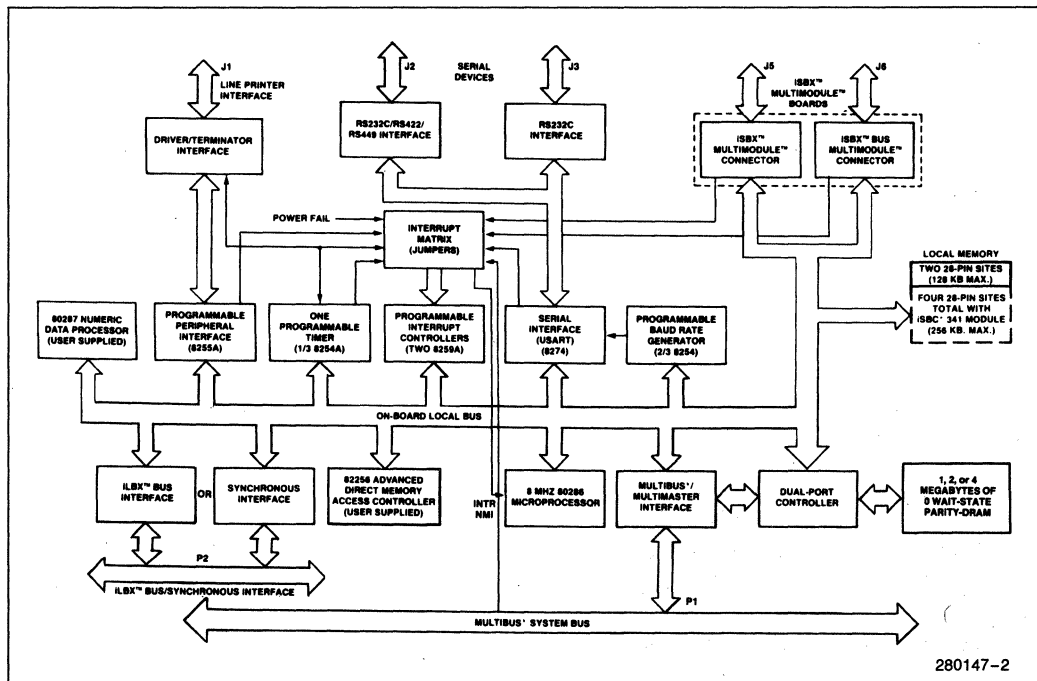 J1
LINE PRINTER
INTERFACE
J2
SERIAL
DEVICES
J3
J5
J6
iSBX™
MULTIMODULE™
BOARDS
DRIVER/TERMINATOR
INTERFACE
RS232C/RS422/
RS449 INTERFACE
RS232C
INTERFACE
iSBX™
MULTIMODULE™
CONNECTOR
iSBX™ BUS
MULTIMODULE™
CONNECTOR
POWER FAIL
INTERRUPT
MATRIX
(JUMPERS)
LOCAL MEMORY
TWO 28-PIN SITES
(128 KB MAX.)
FOUR 28-PIN SITES
TOTAL WITH
iSBC* 341 MODULE
(256 KB. MAX.)
80287 NUMERIC
DATA PROCESSOR
(USER SUPPLIED)
PROGRAMMABLE
PERIPHERAL
INTERFACE
(8255A)
ONE
PROGRAMMABLE
TIMER
(1/3 8254A)
PROGRAMMABLE
INTERRUPT
CONTROLLERS
(TWO 8259A)
SERIAL
INTERFACE
(USART)
(8274)
PROGRAMMABLE
BAUD RATE
GENERATOR
(2/3 8254)
ON-BOARD LOCAL BUS
iLBX™ BUS
INTERFACE
OR
SYNCHRONOUS
INTERFACE
82258 ADVANCED
DIRECT MEMORY
ACCESS CONTROLLER
(USER SUPPLIED)
INTR
NMI
8 MHZ 80286
MICROPROCESSOR
MULTIBUS*/
MULTIMASTER
INTERFACE
DUAL-PORT
CONTROLLER
1, 2, or 4
MEGABYTES OF
0 WAIT-STATE
PARITY-DRAM
P2
iLBX™ BUS/SYNCHRONOUS INTERFACE
P1
MULTIBUS* SYSTEM BUS
280147–2